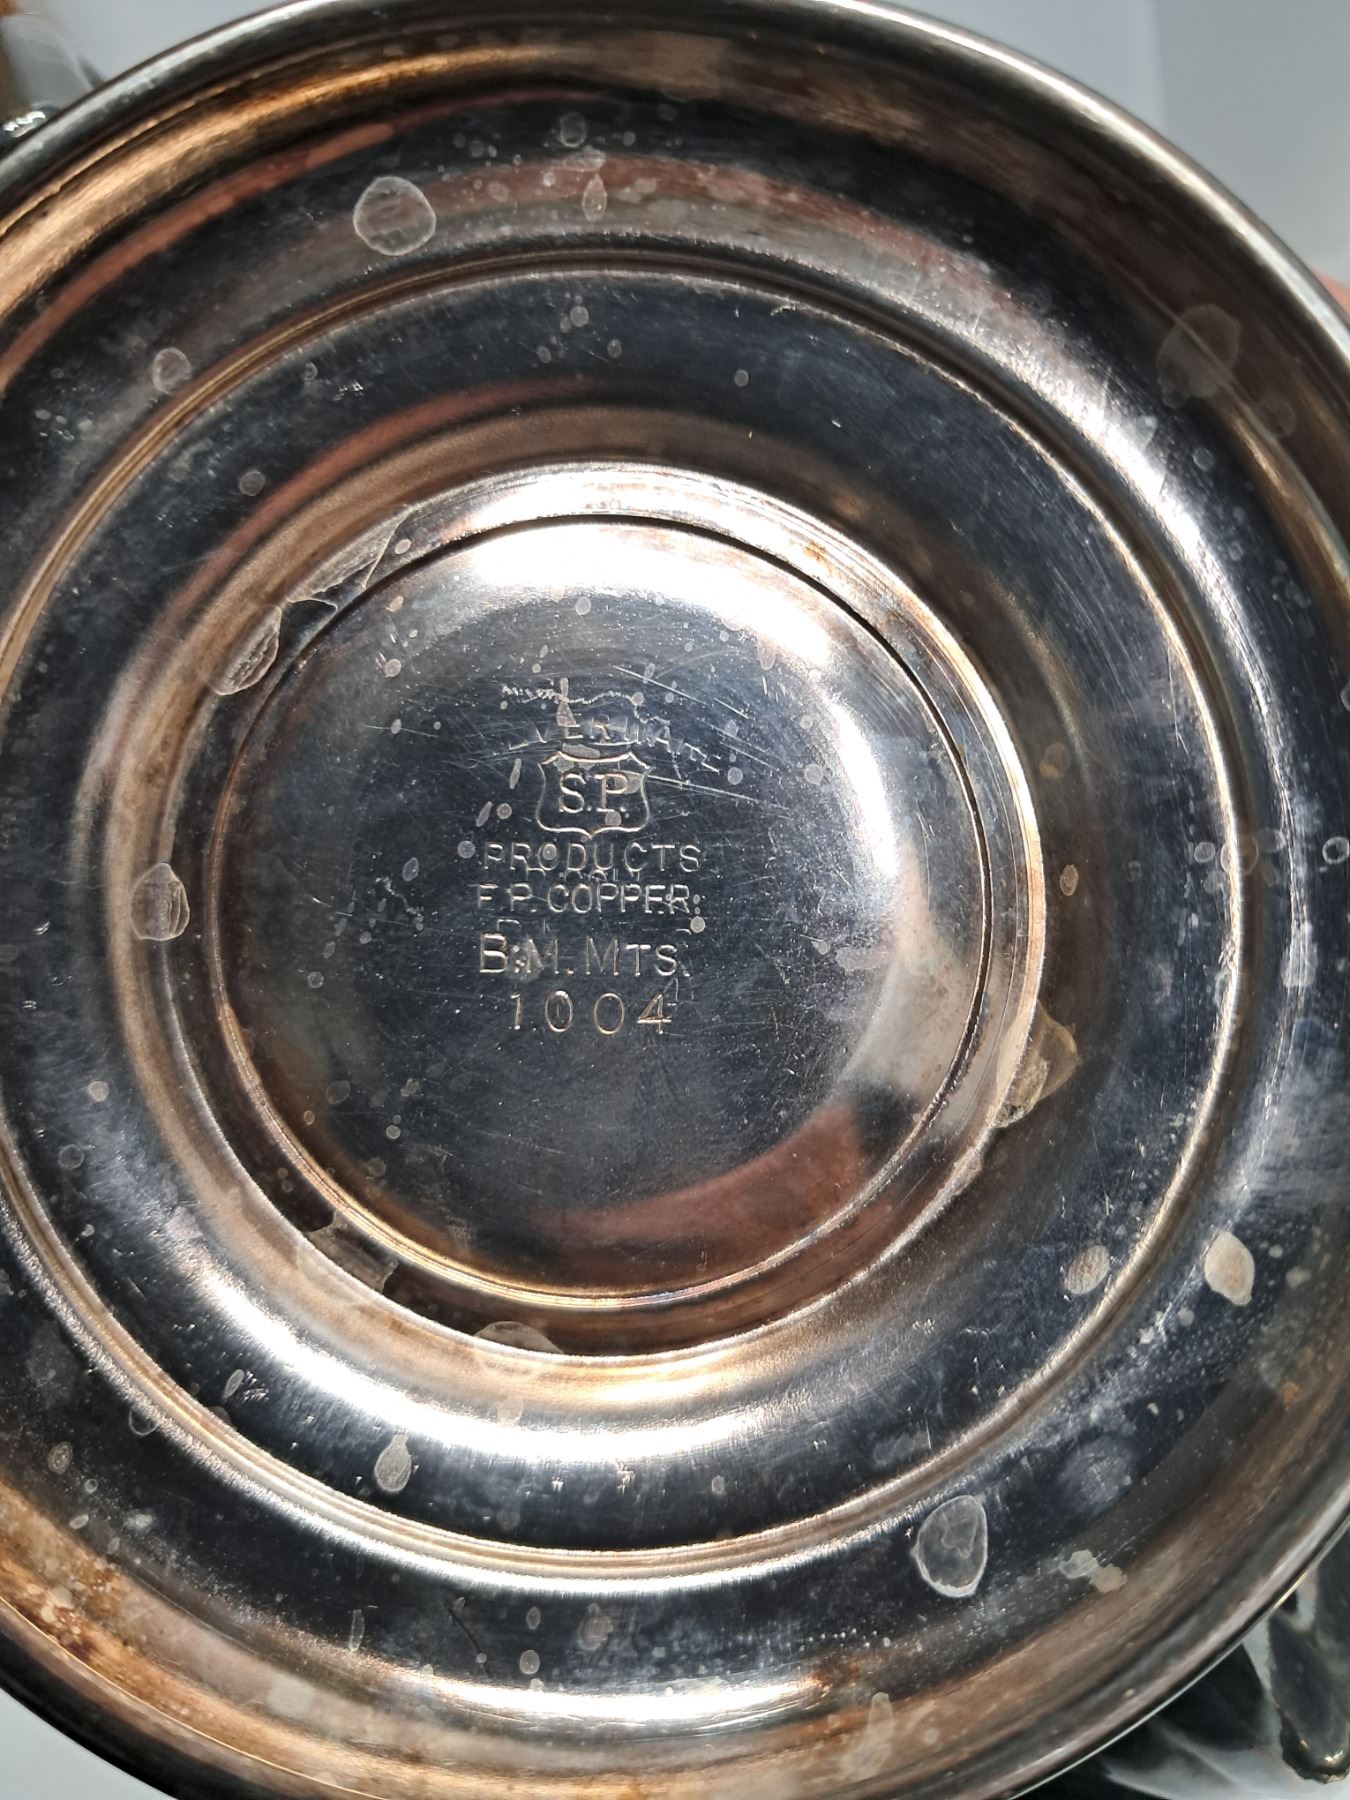 S.P.
PRODUCTS
E.P. COPPER
B.M. MTS.
1004